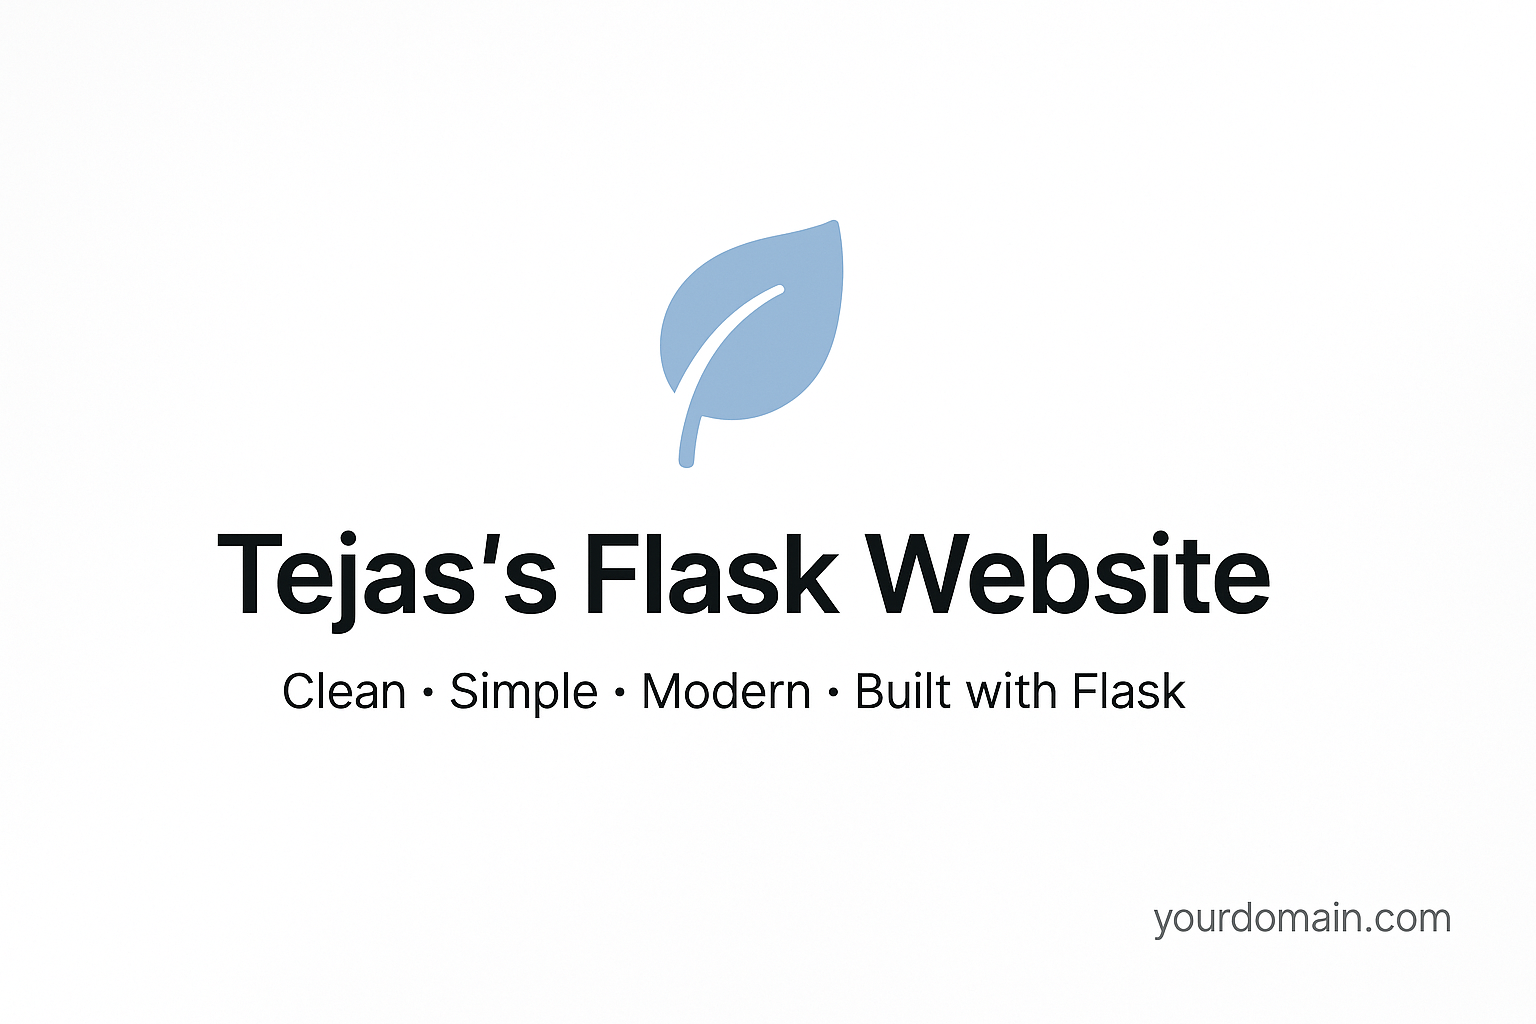 Tejas's Flask Website
Clean • Simple • Modern • Built with Flask
yourdomain.com